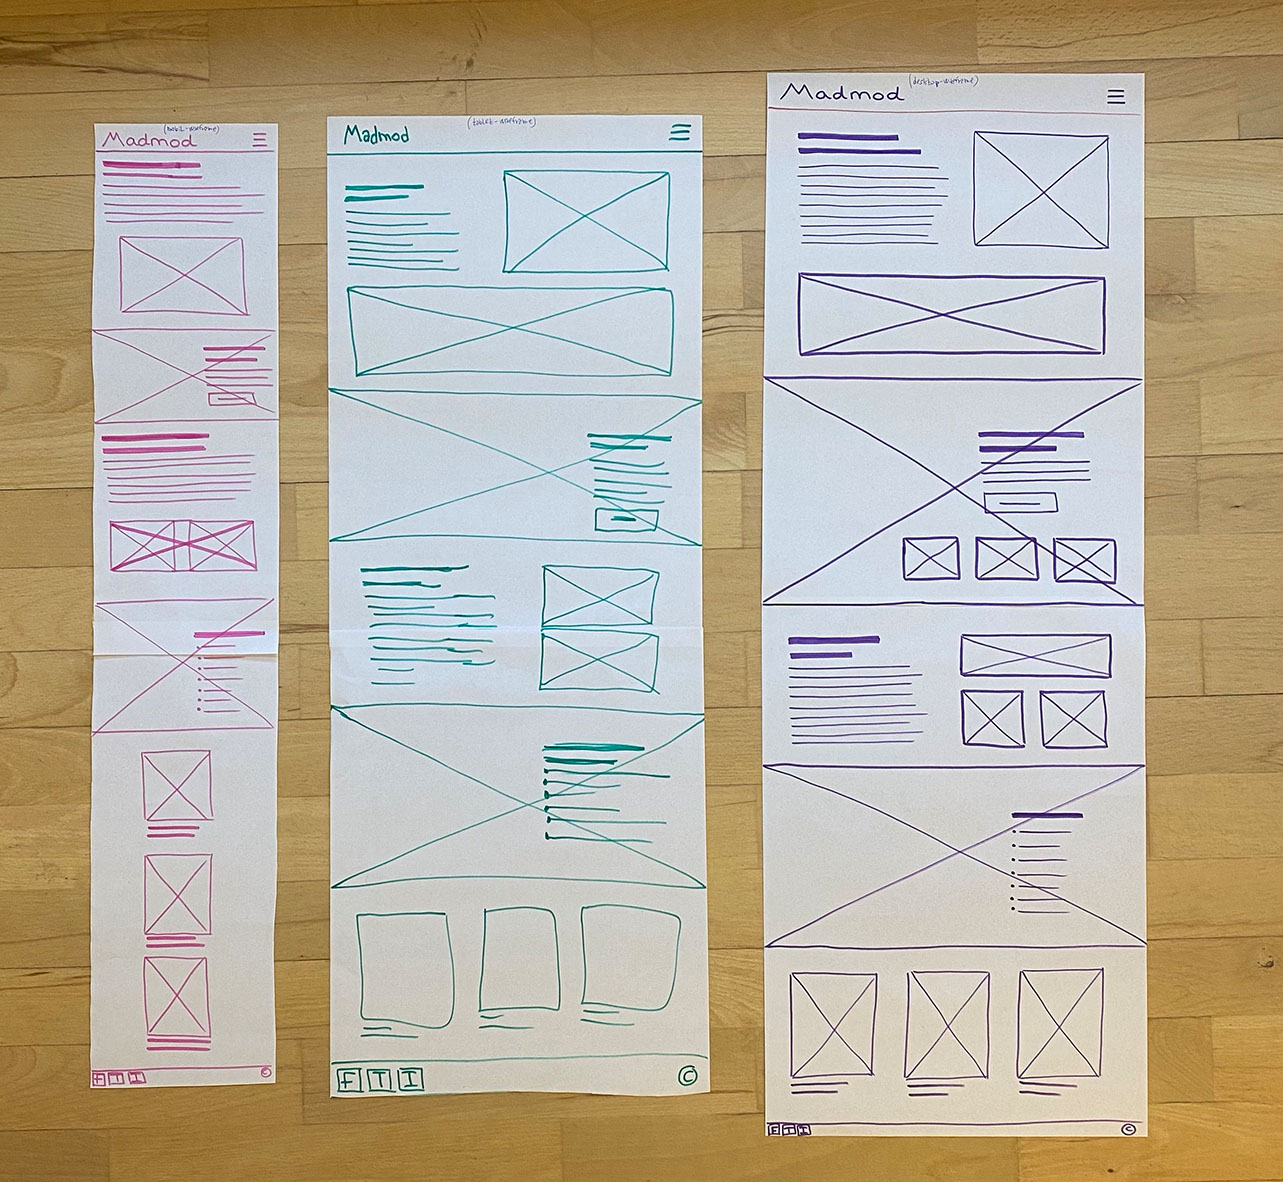 (mobil-wireframe)
Madmod
F T I
©
(tablet-wireframe)
Madmod
F T I
©
(desktop-wireframe)
Madmod
F T I
©